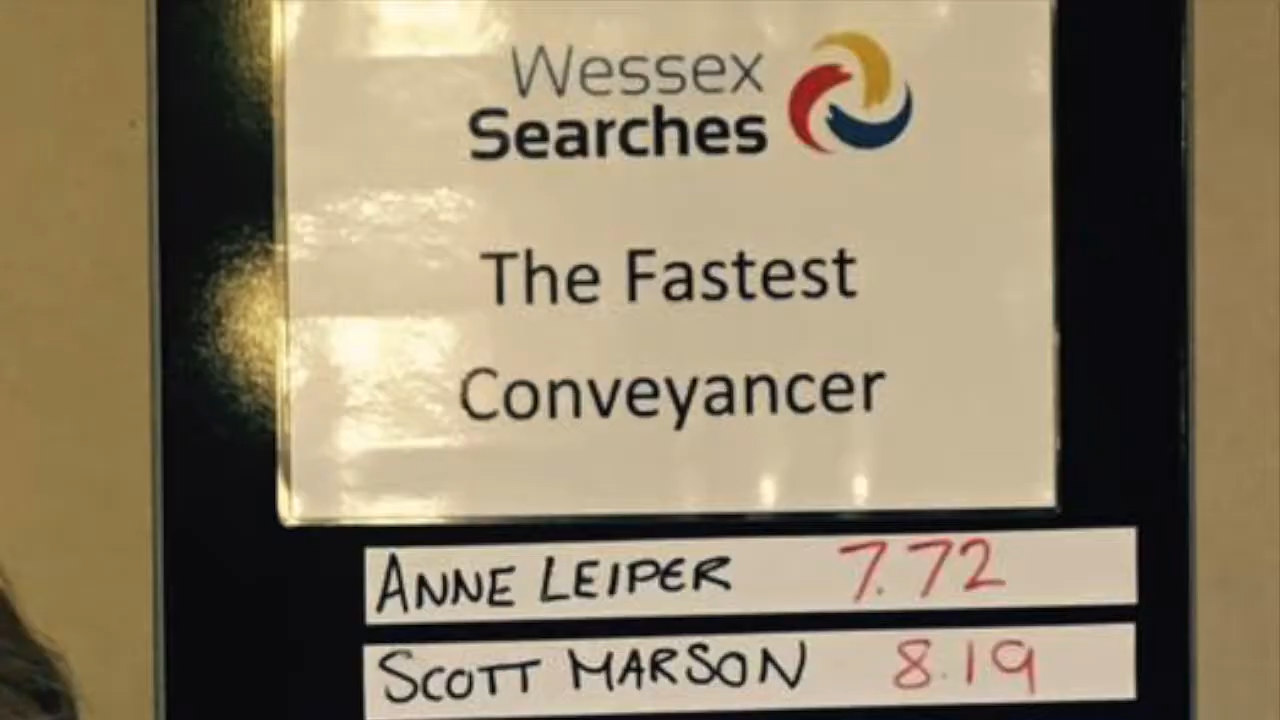 Wessex
Searches
The Fastest
Conveyancer
ANNE LEIPER 7.72
SCOTT MARSON 8.19